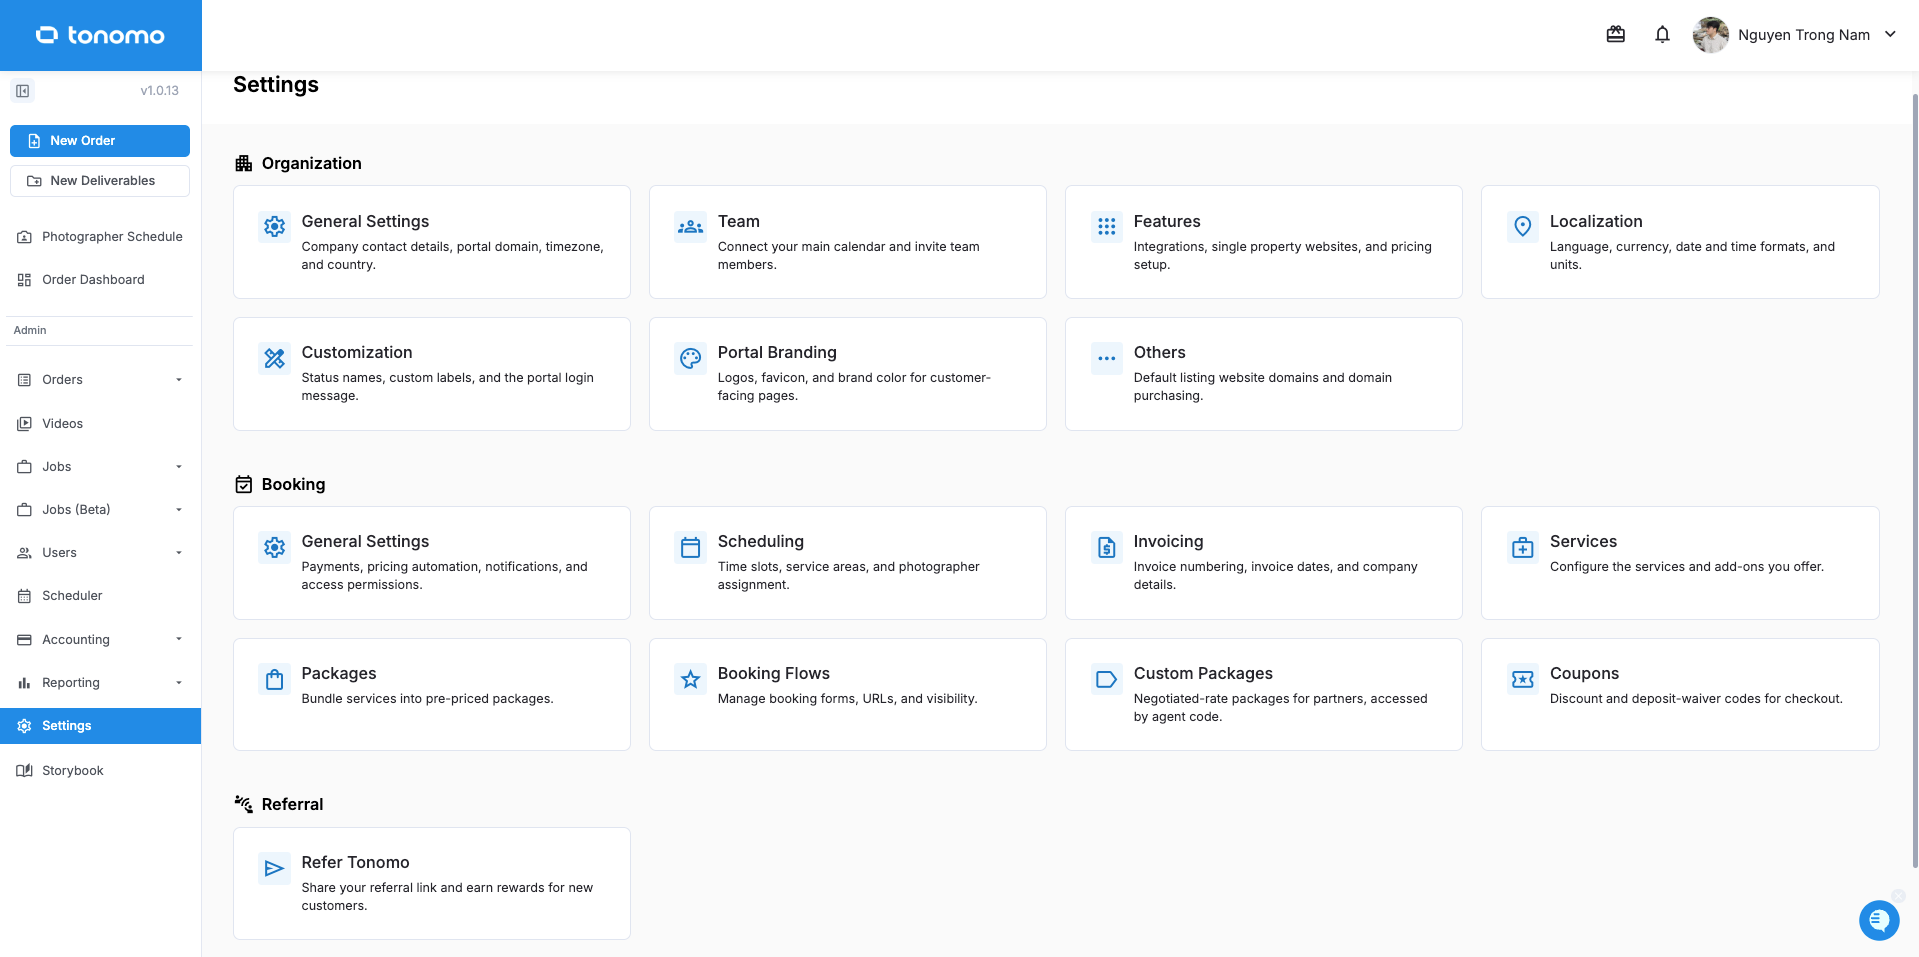 tonomo
Nguyen Trong Nam
v1.0.13
New Order
New Deliverables
Photographer Schedule
Order Dashboard
Admin
Orders
Videos
Jobs
Jobs (Beta)
Users
Scheduler
Accounting
Reporting
Settings
Storybook
Settings
Organization
General Settings
Company contact details, portal domain, timezone,
and country.
Team
Connect your main calendar and invite team
members.
Features
Integrations, single property websites, and pricing
setup.
Localization
Language, currency, date and time formats, and
units.
Customization
Status names, custom labels, and the portal login
message.
Portal Branding
Logos, favicon, and brand color for customer-
facing pages.
Others
Default listing website domains and domain
purchasing.
Booking
General Settings
Payments, pricing automation, notifications, and
access permissions.
Scheduling
Time slots, service areas, and photographer
assignment.
Invoicing
Invoice numbering, invoice dates, and company
details.
Services
Configure the services and add-ons you offer.
Packages
Bundle services into pre-priced packages.
Booking Flows
Manage booking forms, URLs, and visibility.
Custom Packages
Negotiated-rate packages for partners, accessed
by agent code.
Coupons
Discount and deposit-waiver codes for checkout.
Referral
Refer Tonomo
Share your referral link and earn rewards for new
customers.